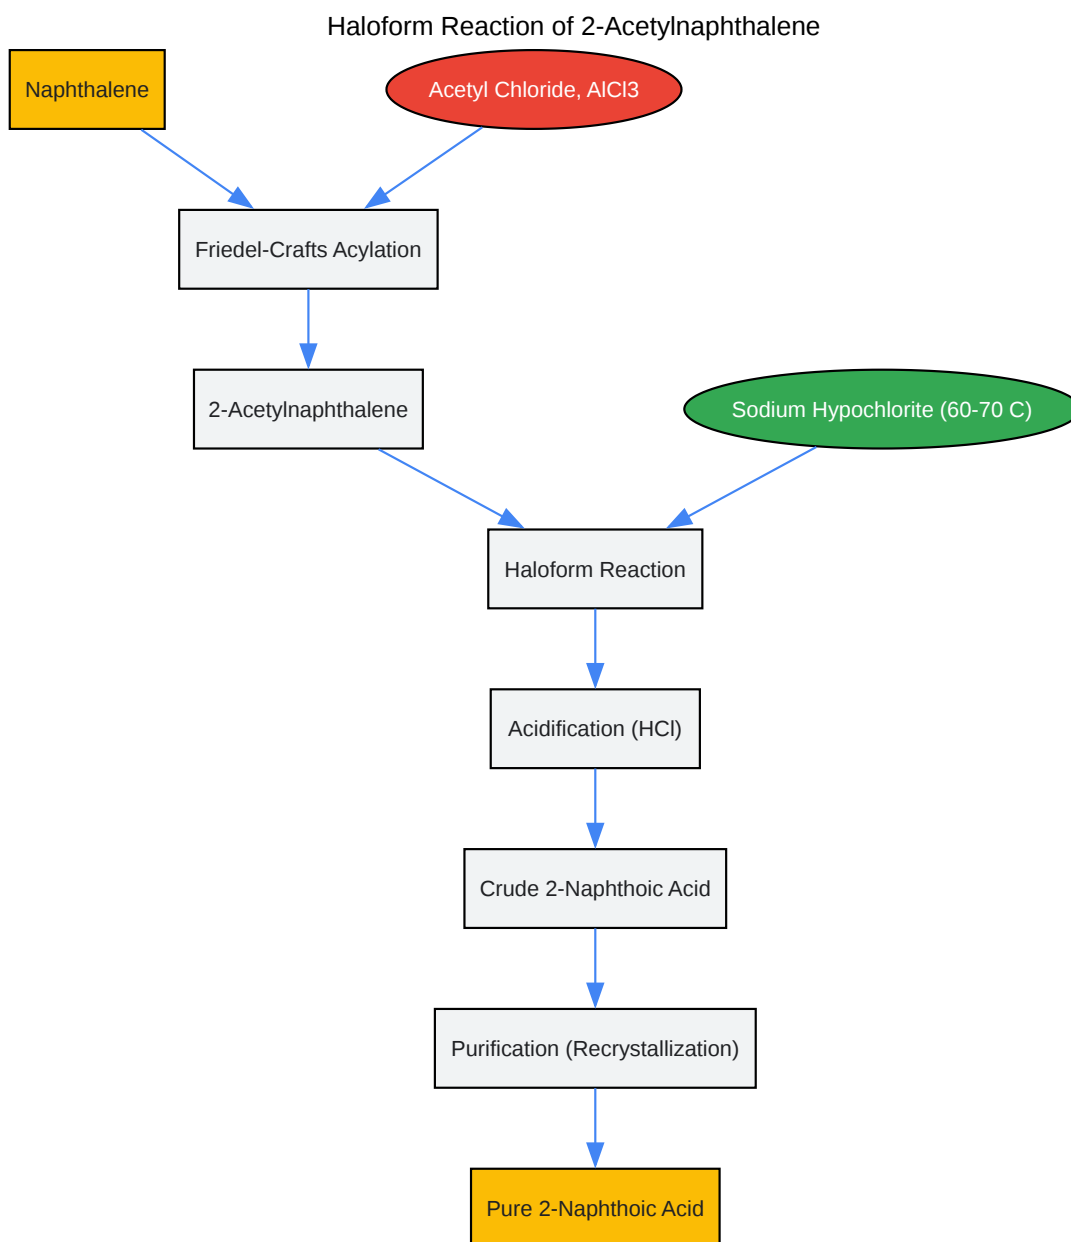 Haloform Reaction of 2-Acetylnaphthalene
Naphthalene
Acetyl Chloride, AlCl3
Friedel-Crafts Acylation
2-Acetylnaphthalene
Sodium Hypochlorite (60-70 C)
Haloform Reaction
Acidification (HCl)
Crude 2-Naphthoic Acid
Purification (Recrystallization)
Pure 2-Naphthoic Acid